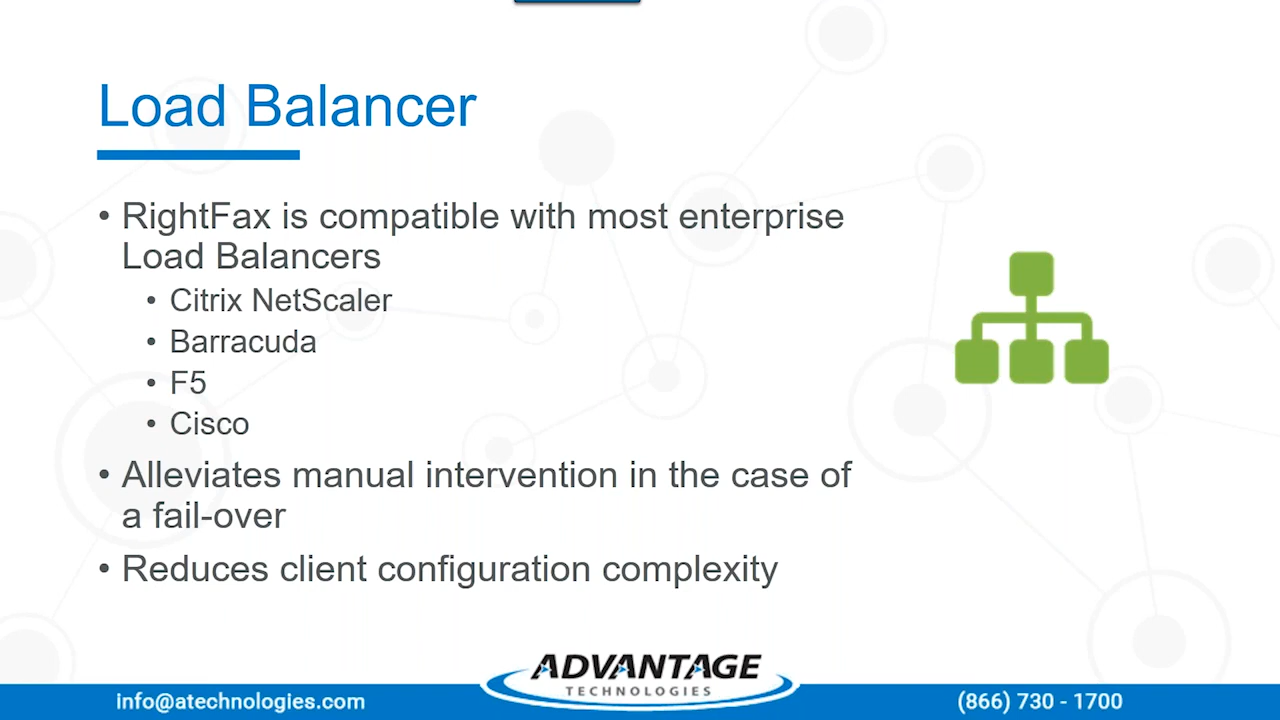 Load Balancer
• RightFax is compatible with most enterprise
Load Balancers
• Citrix NetScaler
• Barracuda
• F5
• Cisco
• Alleviates manual intervention in the case of
a fail-over
• Reduces client configuration complexity
ADVANTAGE
TECHNOLOGIES
info@atechnologies.com
(866) 730 - 1700